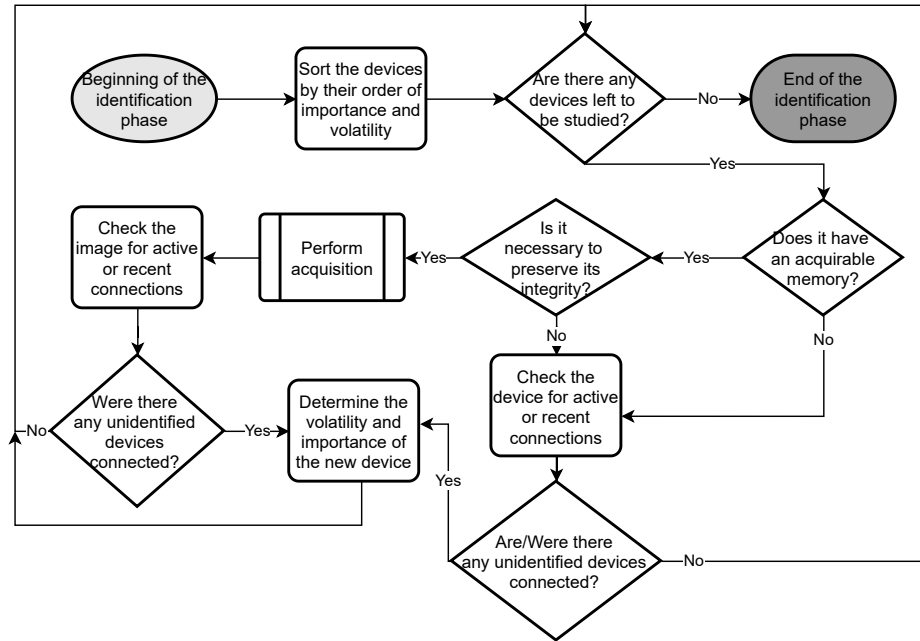 Beginning of the
identification
phase
Sort the devices
by their order of
importance and
volatility
Are there any
devices left to
be studied?
No
End of the
identification
phase
Yes
Check the
image for active
or recent
connections
Perform
acquisition
Yes
Is it
necessary to
preserve its
integrity?
Yes
Does it have
an acquirable
memory?
No
No
Check the
device for active
or recent
connections
Were there
any unidentified
devices
connected?
No
Yes
Determine the
volatility and
importance of
the new device
Yes
Are/Were there
any unidentified devices
connected?
No